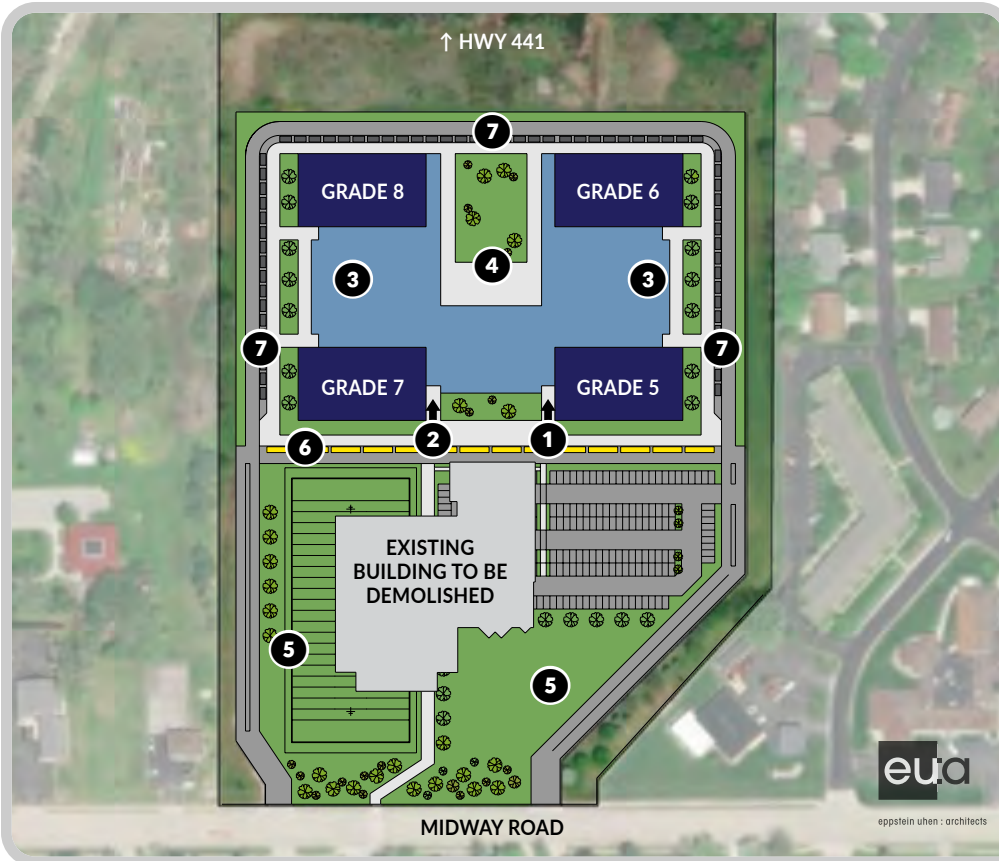 ↑ HWY 441
7
GRADE 8
GRADE 6
3
4
3
7
7
GRADE 7
GRADE 5
6
2
1
EXISTING
BUILDING TO BE
DEMOLISHED
5
5
eua
eppstein uhen : architects
MIDWAY ROAD